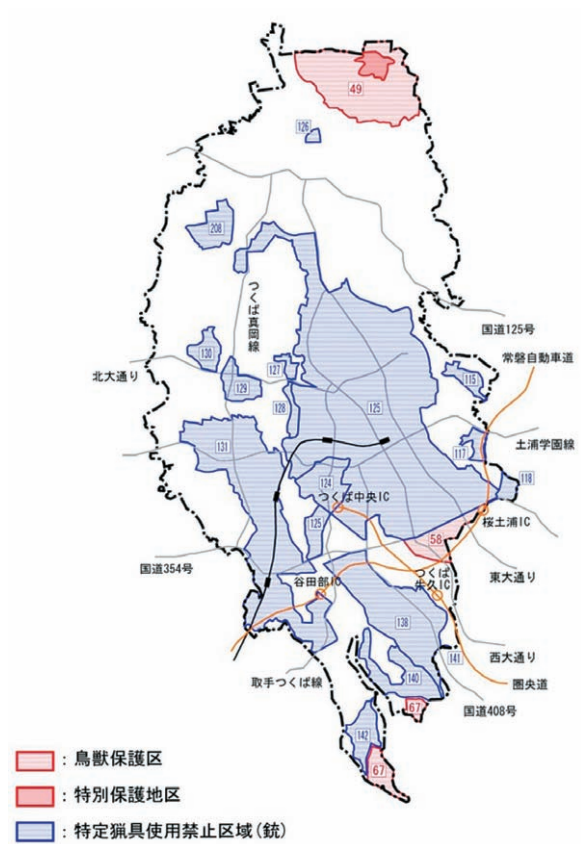 49
126
208
つくば真岡線
国道125号
常磐自動車道
130
北大通り
127
129
115
128
125
131
土浦学園線
117
118
124
つくば中央IC
125
桜土浦IC
58
国道354号
谷田部IC
つくば牛久IC
東大通り
138
141
西大通り
140
取手つくば線
圏央道
67
国道408号
142
67
:鳥獣保護区
:特別保護地区
:特定猟具使用禁止区域(銃)